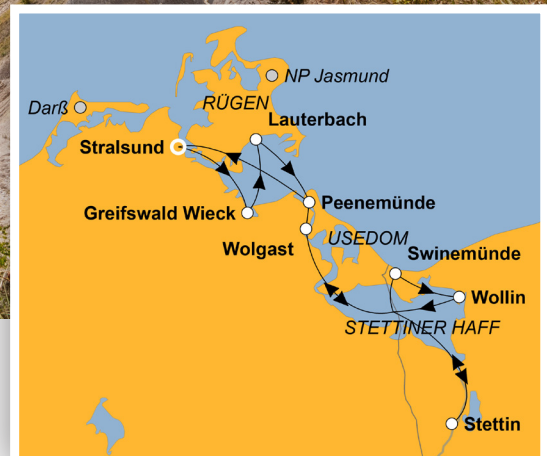 NP Jasmund
Darß
RÜGEN
Lauterbach
Stralsund
Peenemünde
Greifswald Wieck
Wolgast
USEDOM
Swinemünde
Wollin
STETTINER HAFF
Stettin